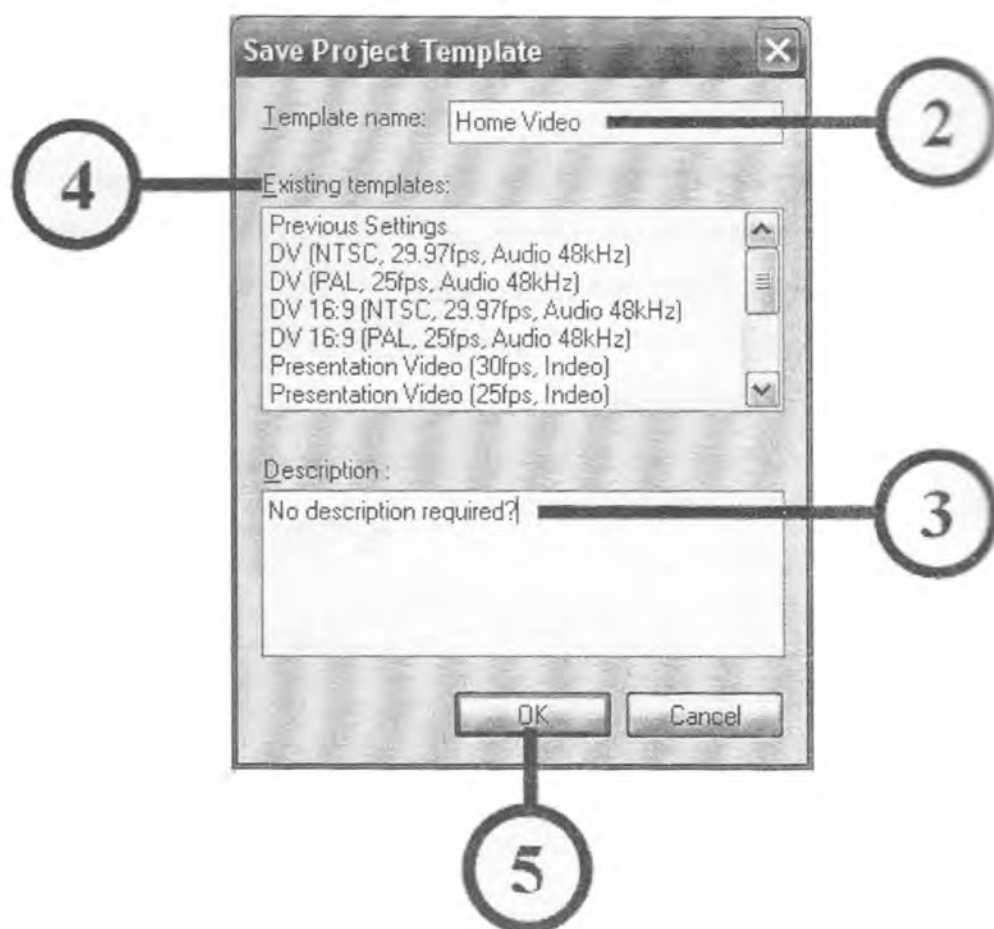 Save Project Template
Template name: Home Video
2
4
Existing templates:
Previous Settings
DV (NTSC, 29.97fps, Audio 48kHz)
DV (PAL, 25fps, Audio 48kHz)
DV 16:9 (NTSC, 29.97fps, Audio 48kHz)
DV 16:9 (PAL, 25fps, Audio 48kHz)
Presentation Video (30fps, Indeo)
Presentation Video (25fps, Indeo)
Description :
No description required?
3
OK Cancel
5